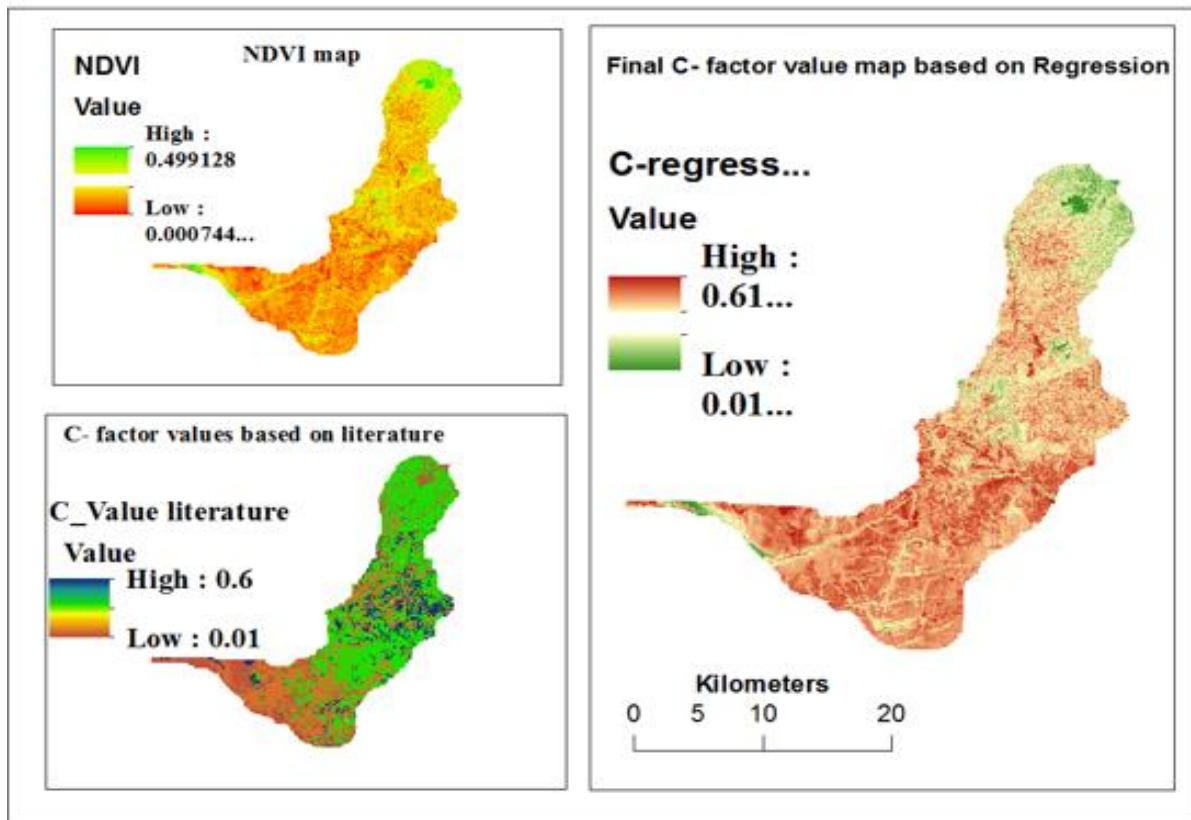 NDVI map
NDVI
Value
High :
0.499128
Low :
0.000744...
C- factor values based on literature
C_Value literature
Value
High : 0.6
Low : 0.01
Final C- factor value map based on Regression
C-regress...
Value
High :
0.61...
Low :
0.01...
Kilometers
0 5 10 20